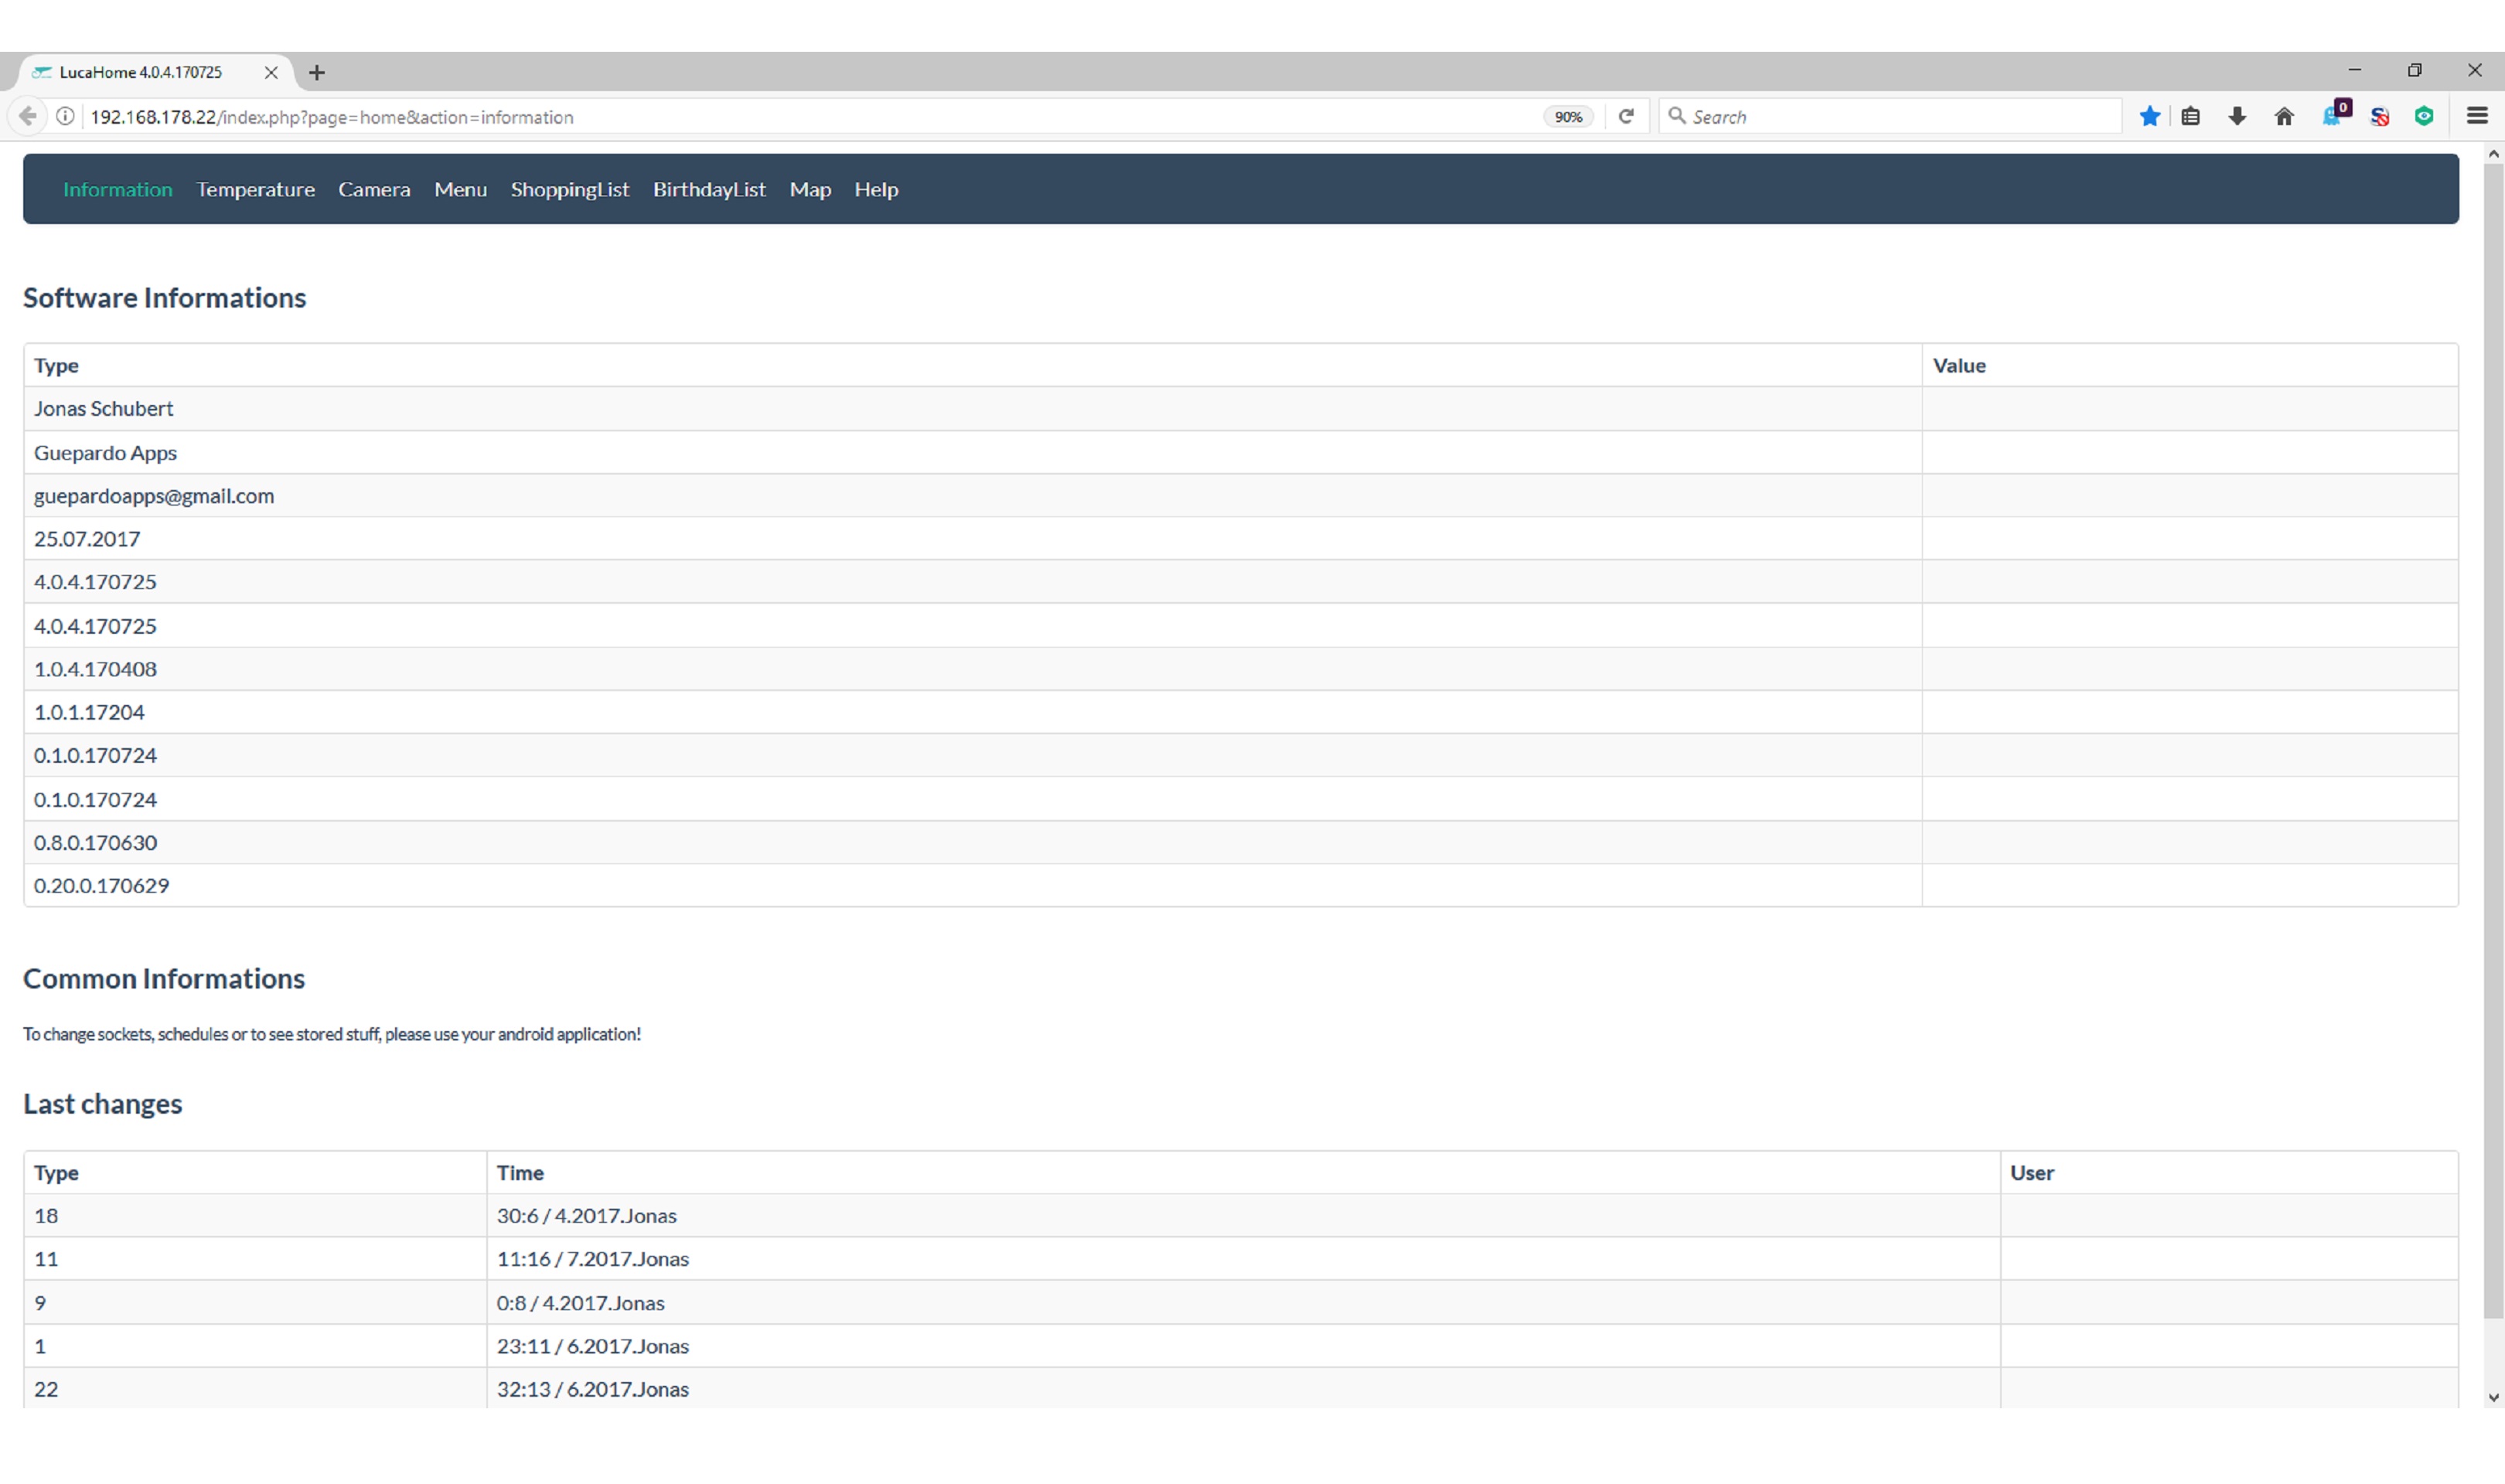 LucaHome 4.0.4.170725
192.168.178.22/index.php?page=home&action=information
90%
Search
0
Information Temperature Camera Menu ShoppingList BirthdayList Map Help
Software Informations
Type Value
Jonas Schubert
Guepardo Apps
guepardoapps@gmail.com
25.07.2017
4.0.4.170725
4.0.4.170725
1.0.4.170408
1.0.1.17204
0.1.0.170724
0.1.0.170724
0.8.0.170630
0.20.0.170629
Common Informations
To change sockets, schedules or to see stored stuff, please use your android application!
Last changes
Type Time User
18 30:6 / 4.2017.Jonas
11 11:16 / 7.2017.Jonas
9 0:8 / 4.2017.Jonas
1 23:11 / 6.2017.Jonas
22 32:13 / 6.2017.Jonas